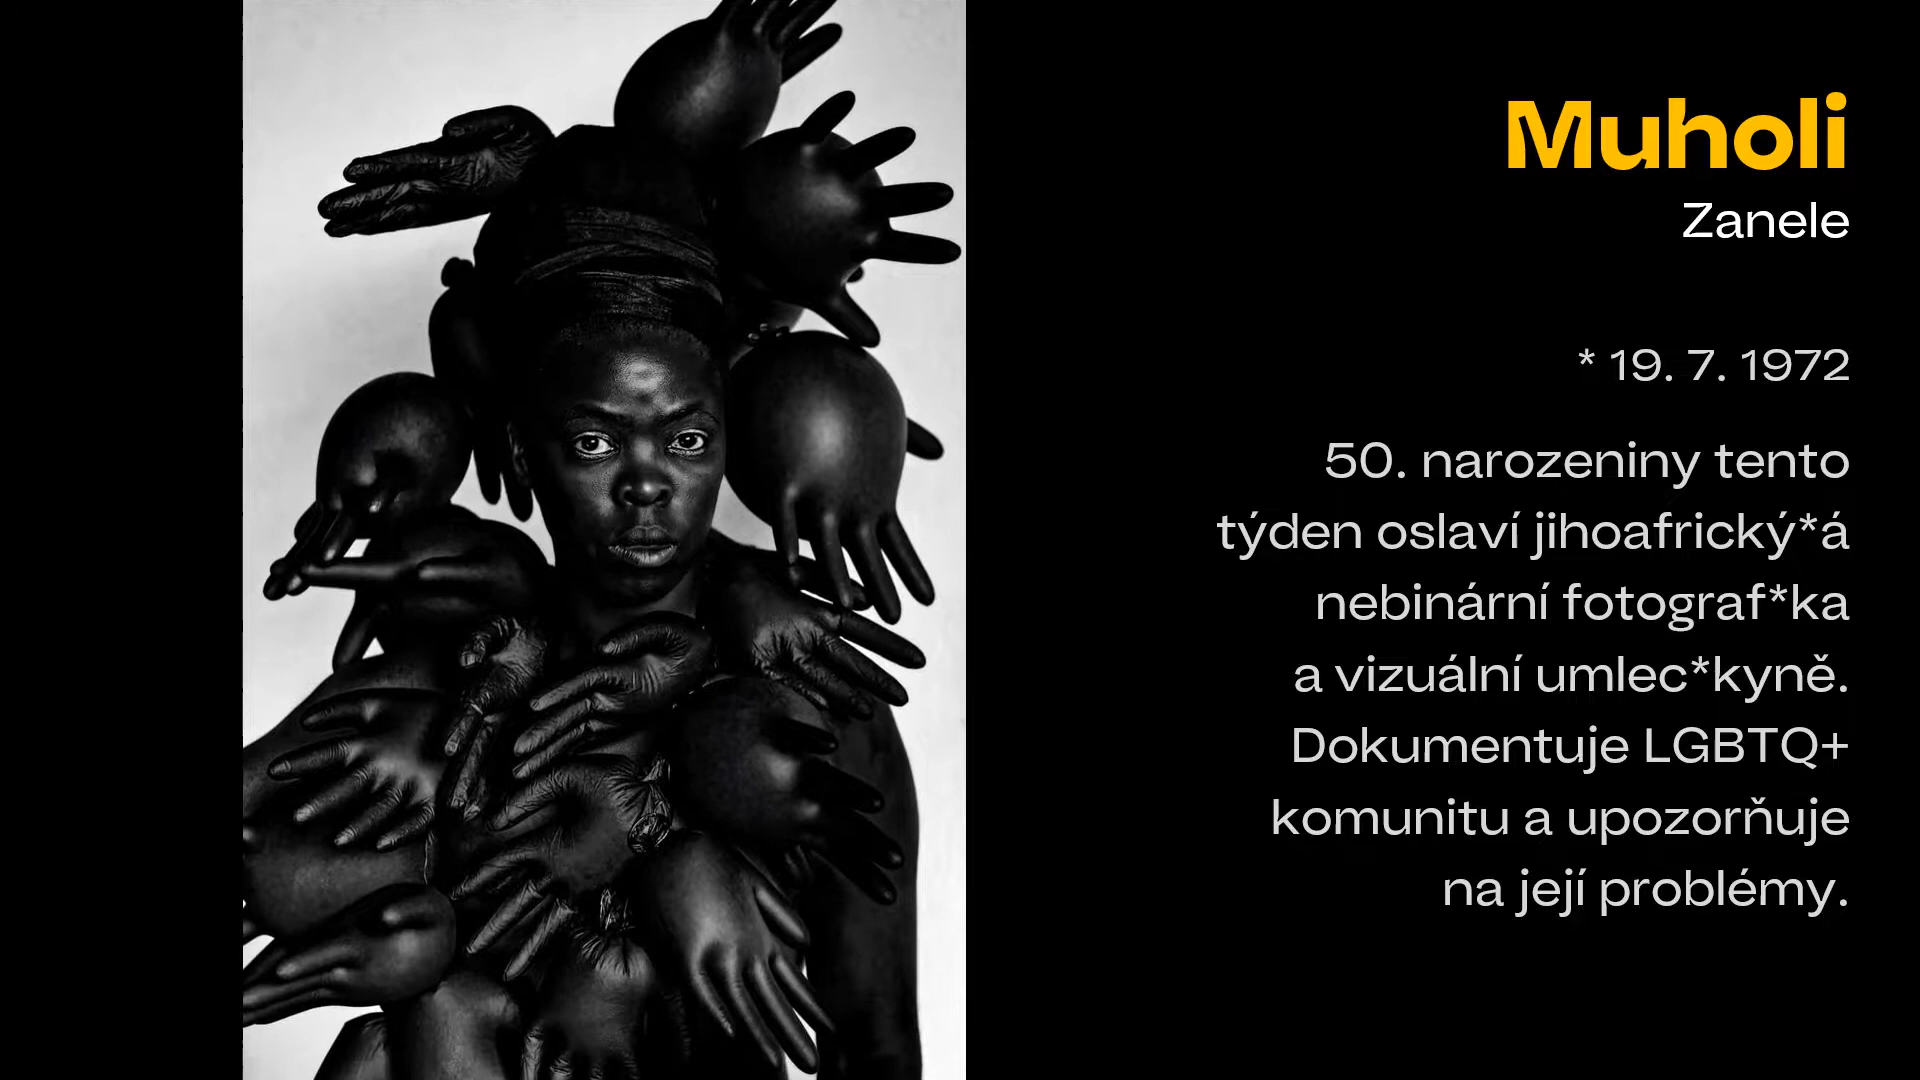 Muholi
Zanele
* 19. 7. 1972
50. narozeniny tento
týden oslaví jihoafrický*á
nebinární fotograf*ka
a vizuální umlec*kyně.
Dokumentuje LGBTQ+
komunitu a upozorňuje
na její problémy.